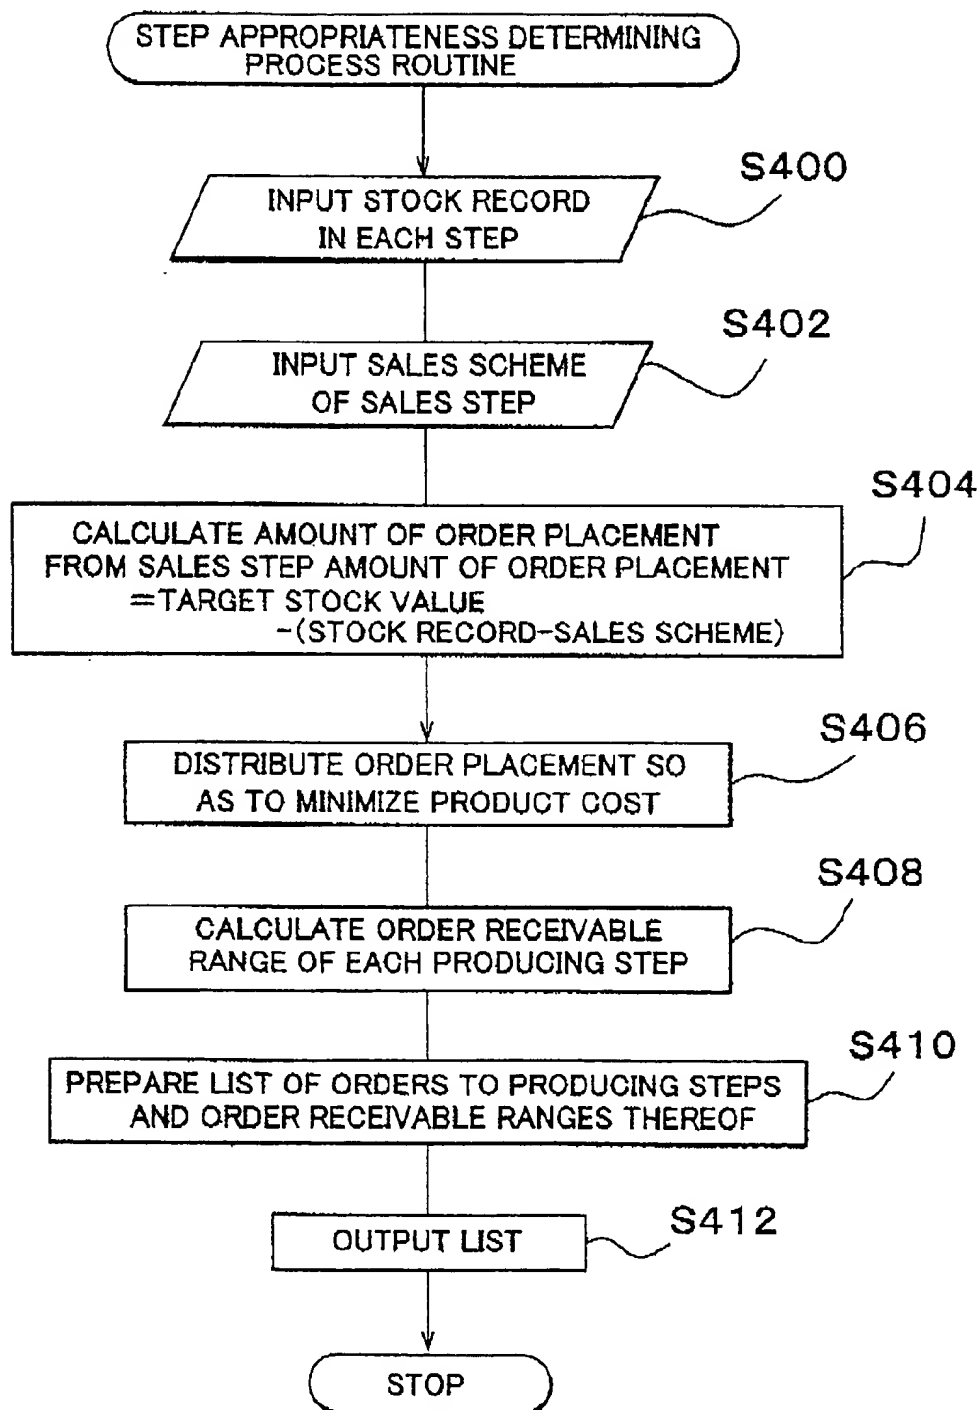 STEP APPROPRIATENESS DETERMINING
PROCESS ROUTINE
S400
INPUT STOCK RECORD
IN EACH STEP
S402
INPUT SALES SCHEME
OF SALES STEP
S404
CALCULATE AMOUNT OF ORDER PLACEMENT
FROM SALES STEP AMOUNT OF ORDER PLACEMENT
=TARGET STOCK VALUE
-(STOCK RECORD-SALES SCHEME)
S406
DISTRIBUTE ORDER PLACEMENT SO
AS TO MINIMIZE PRODUCT COST
S408
CALCULATE ORDER RECEIVABLE
RANGE OF EACH PRODUCING STEP
S410
PREPARE LIST OF ORDERS TO PRODUCING STEPS
AND ORDER RECEIVABLE RANGES THEREOF
S412
OUTPUT LIST
STOP